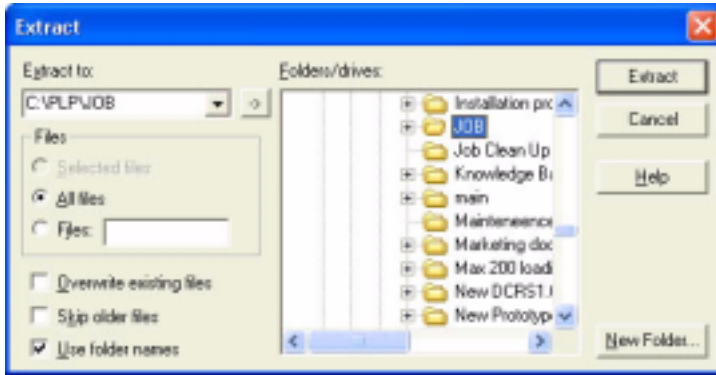 Extract
Extract to:
C:\PLP\JOB
Files
Selected files
All files
Files:
Overwrite existing files
Skip older files
Use folder names
Folders/drives:
Installation pro
JOB
Job Clean Up
Knowledge Ba
main
Mainteneence
Marketing doc
Max 200 loadi
New DCRS1.
New Prototype
Extract
Cancel
Help
New Folder...